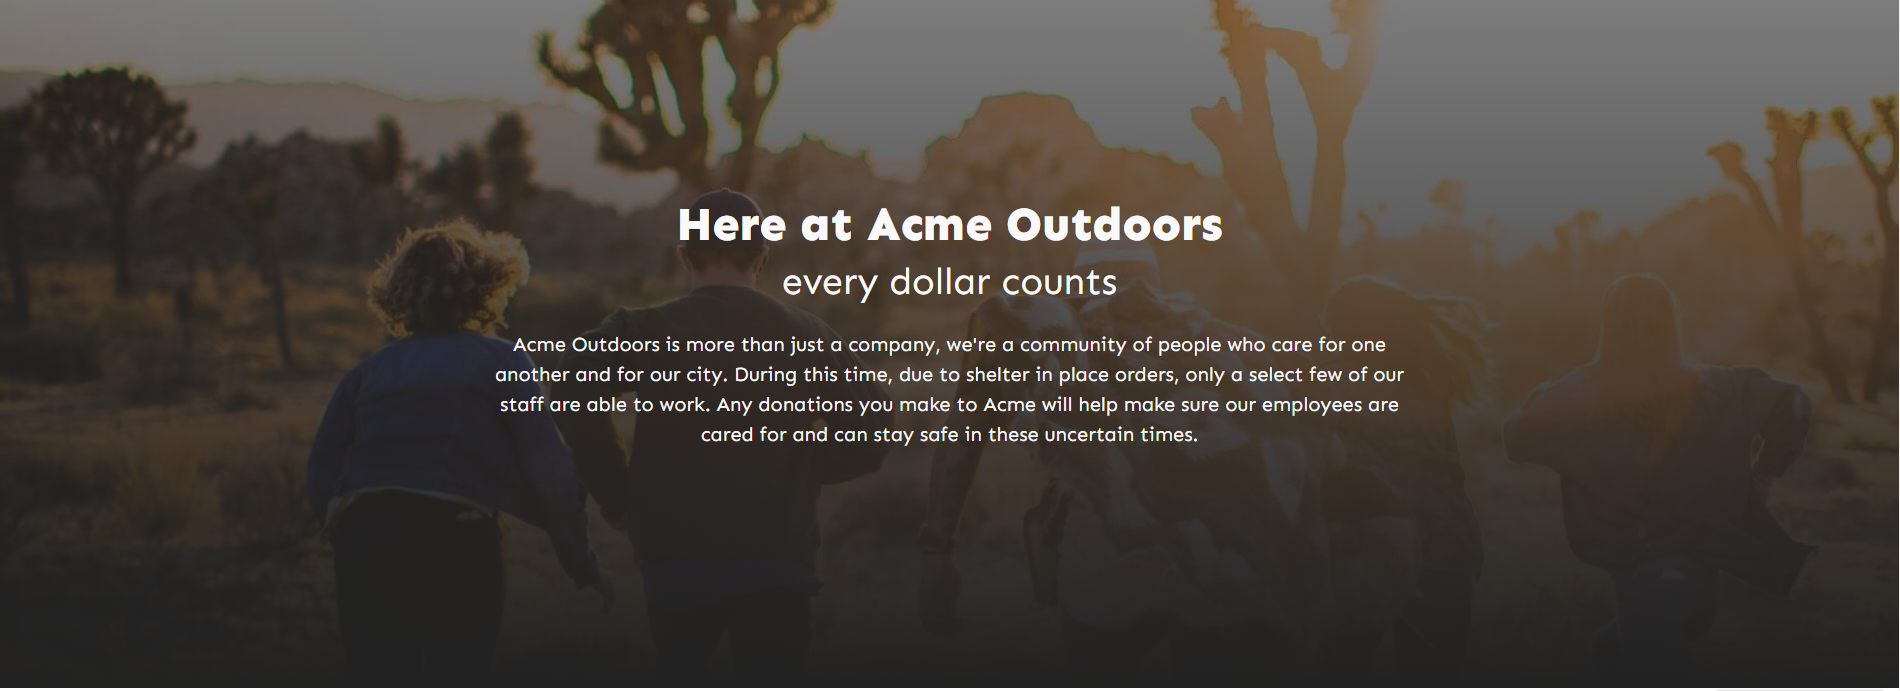 Here at Acme Outdoors
every dollar counts
Acme Outdoors is more than just a company, we're a community of people who care for one
another and for our city. During this time, due to shelter in place orders, only a select few of our
staff are able to work. Any donations you make to Acme will help make sure our employees are
cared for and can stay safe in these uncertain times.